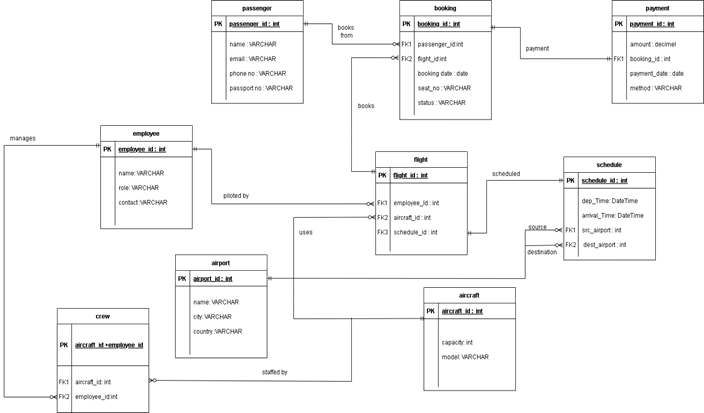 passenger
PK passenger_id : int
name : VARCHAR
email : VARCHAR
phone no : VARCHAR
passport no : VARCHAR
books
from
booking
PK booking_id : int
FK1 passenger_id:int
FK2 flight_id:int
booking date : date
seat_no : VARCHAR
status : VARCHAR
payment
payment
PK payment_id : int
amount : decimel
FK1 booking_id : int
payment_date : date
method : VARCHAR
manages
employee
PK employee_id : int
name: VARCHAR
role: VARCHAR
contact :VARCHAR
books
piloted by
flight
PK flight_id : int
FK1 employee_Id : int
FK2 aircraft_id : int
FK3 schedule_id : int
scheduled
schedule
PK schedule_id : int
dep_Time: DateTime
arrival_Time: DateTime
FK1 src_airport : int
FK2 dest_airport : int
source
destination
uses
airport
PK airport_id : int
name: VARCHAR
city: VARCHAR
country :VARCHAR
aircraft
PK aircraft_id : int
capacity: int
model: VARCHAR
crew
PK aircraft_id +employee_id
FK1 aircraft_id: int
FK2 employee_id:int
staffed by